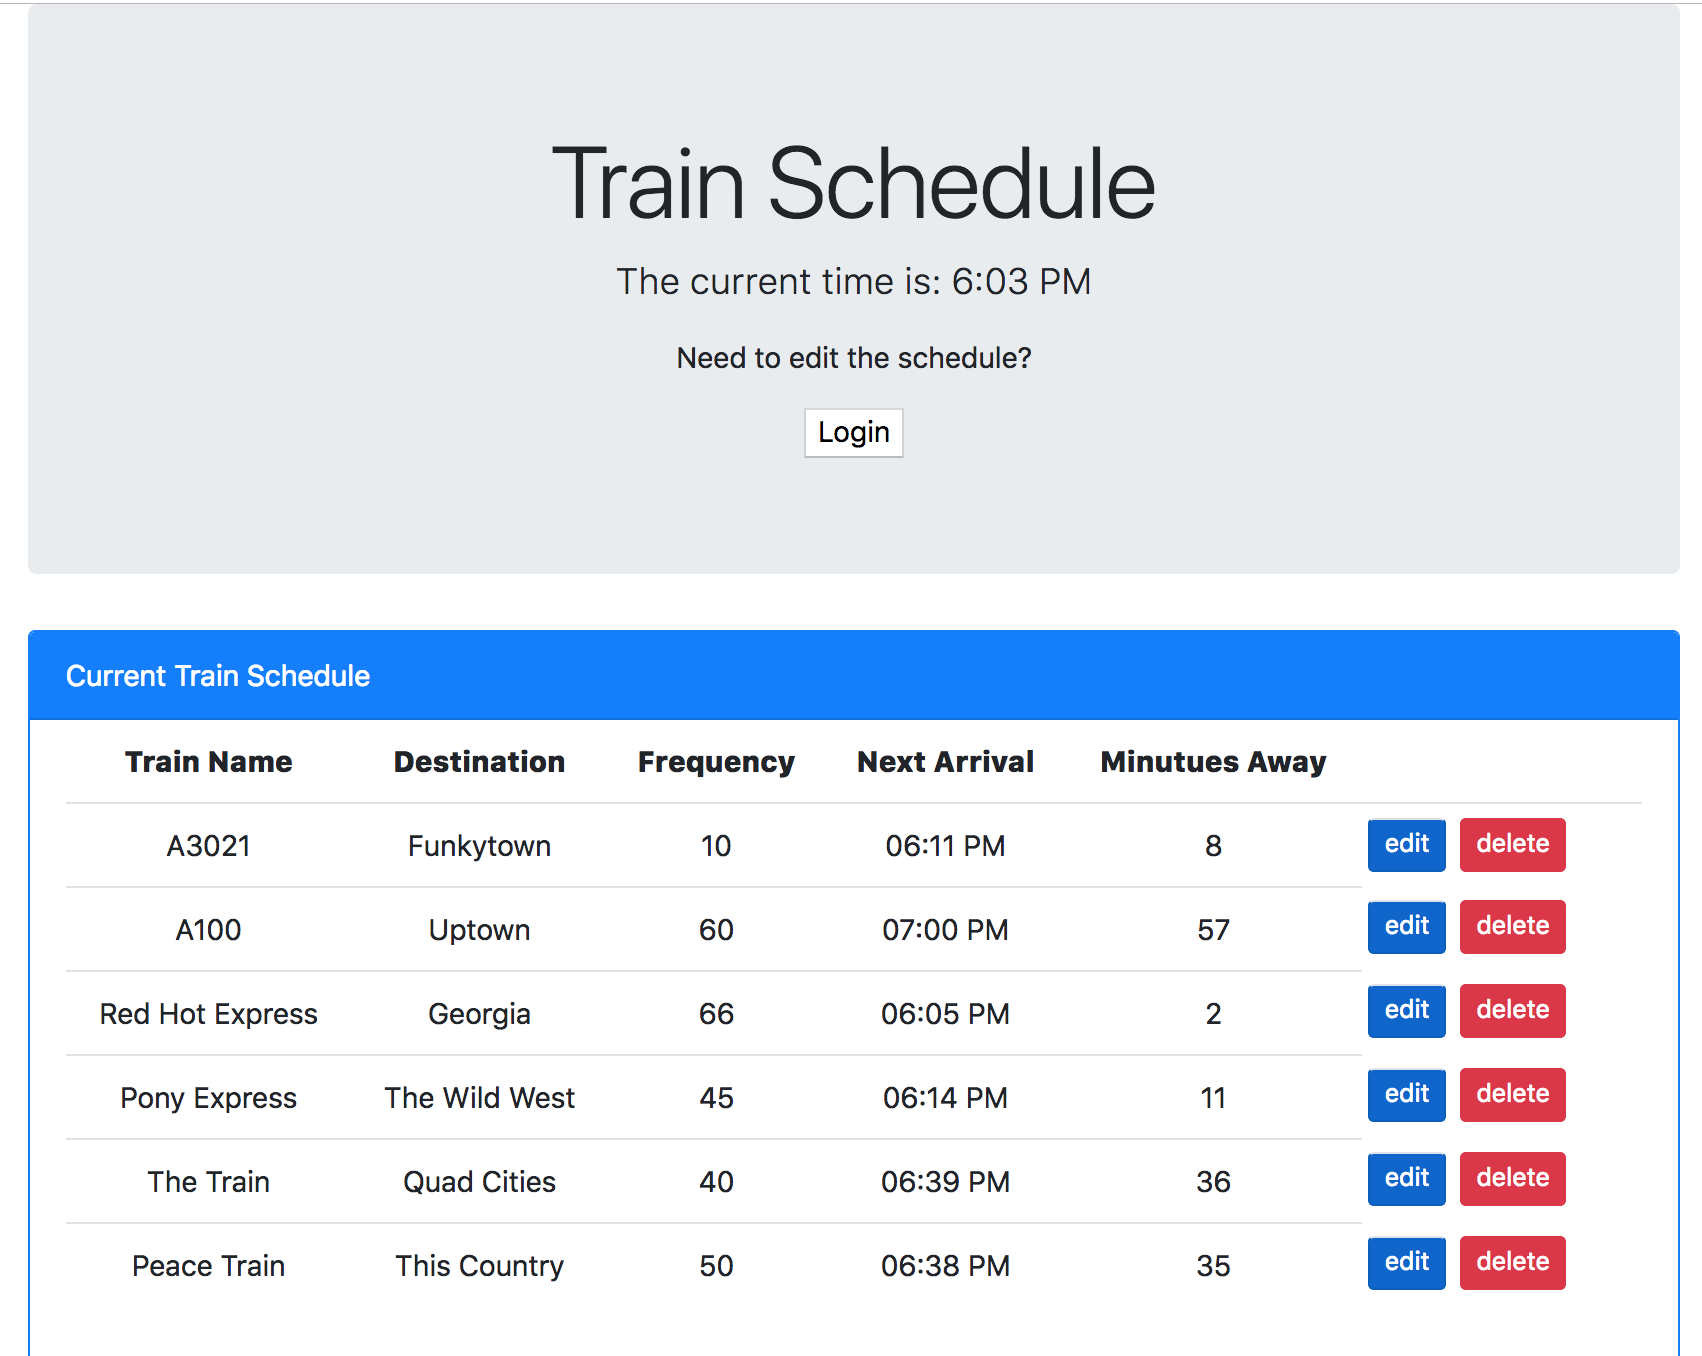 Train Schedule
The current time is: 6:03 PM
Need to edit the schedule?
Login
Current Train Schedule
Train Name Destination Frequency Next Arrival Minutues Away
A3021 Funkytown 10 06:11 PM 8 edit delete
A100 Uptown 60 07:00 PM 57 edit delete
Red Hot Express Georgia 66 06:05 PM 2 edit delete
Pony Express The Wild West 45 06:14 PM 11 edit delete
The Train Quad Cities 40 06:39 PM 36 edit delete
Peace Train This Country 50 06:38 PM 35 edit delete